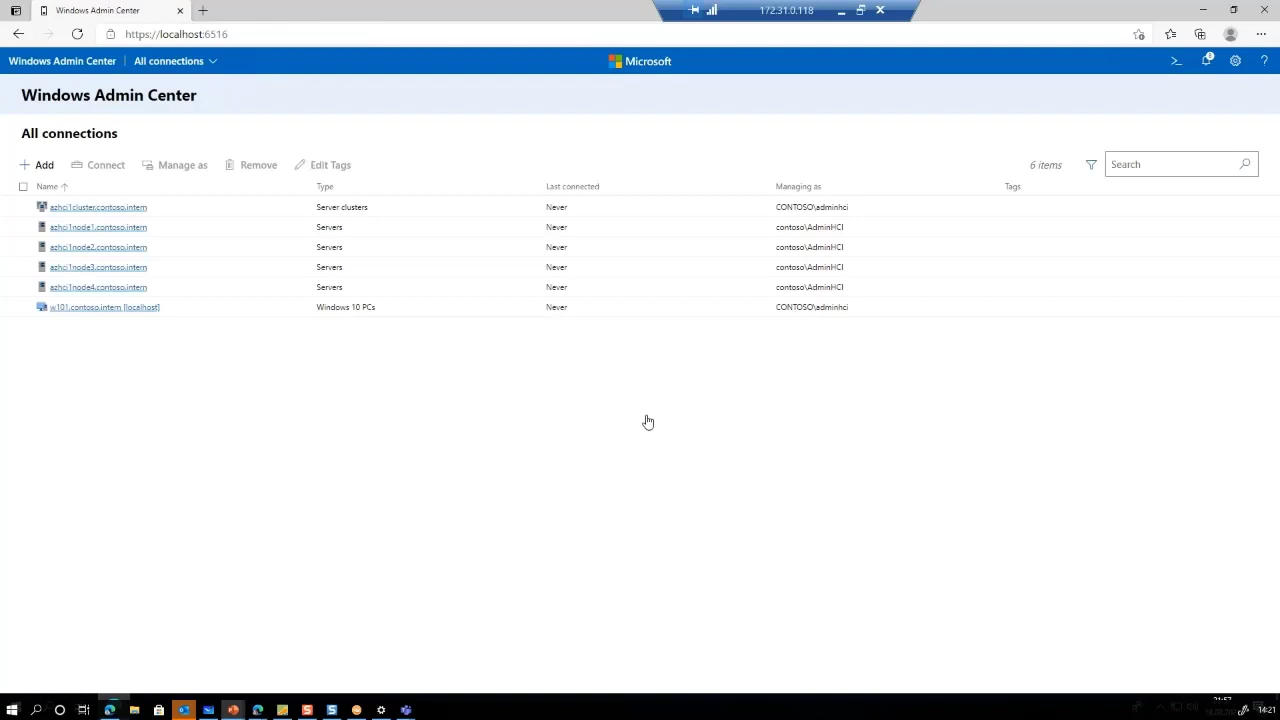 Windows Admin Center
172.31.0.118
https://localhost:6516
Windows Admin Center All connections Microsoft
Windows Admin Center
All connections
Add Connect Manage as Remove Edit Tags 6 items Search
Name Type Last connected Managing as Tags
azhci1cluster.contoso.intern Server clusters Never CONTOSO\adminhci
azhci1node1.contoso.intern Servers Never contoso\AdminHCI
azhci1node2.contoso.intern Servers Never contoso\AdminHCI
azhci1node3.contoso.intern Servers Never contoso\AdminHCI
azhci1node4.contoso.intern Servers Never contoso\AdminHCI
w101.contoso.intern [localhost] Windows 10 PCs Never CONTOSO\adminhci
14:21